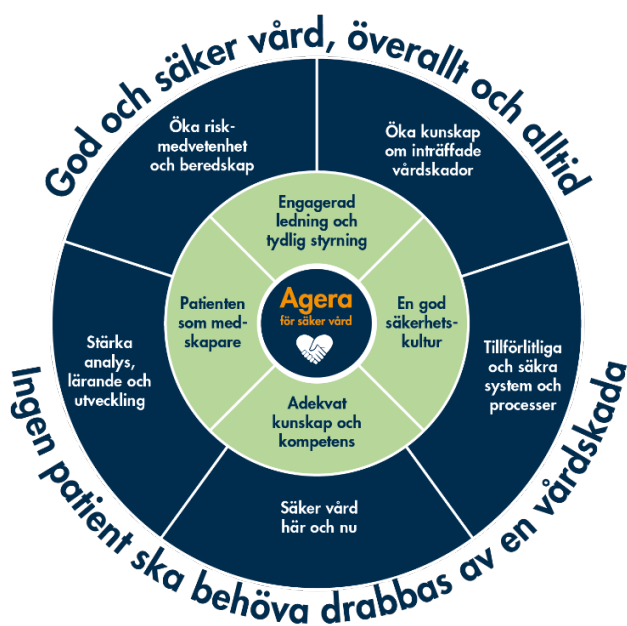 God och säker vård, överallt och alltid
Öka risk-
medvetenhet
och beredskap
Öka kunskap
om inträffade
vårdskador
Engagerad
ledning och
tydlig styrning
Patienten
som med-
skapare
Agera
för säker vård
En god
säkerhets-
kultur
Stärka
analys,
lärande och
utveckling
Tillförlitliga
och säkra
system och
processer
Adekvat
kunskap och
kompetens
Säker vård
här och nu
Ingen patient ska behöva drabbas av en vårdskada